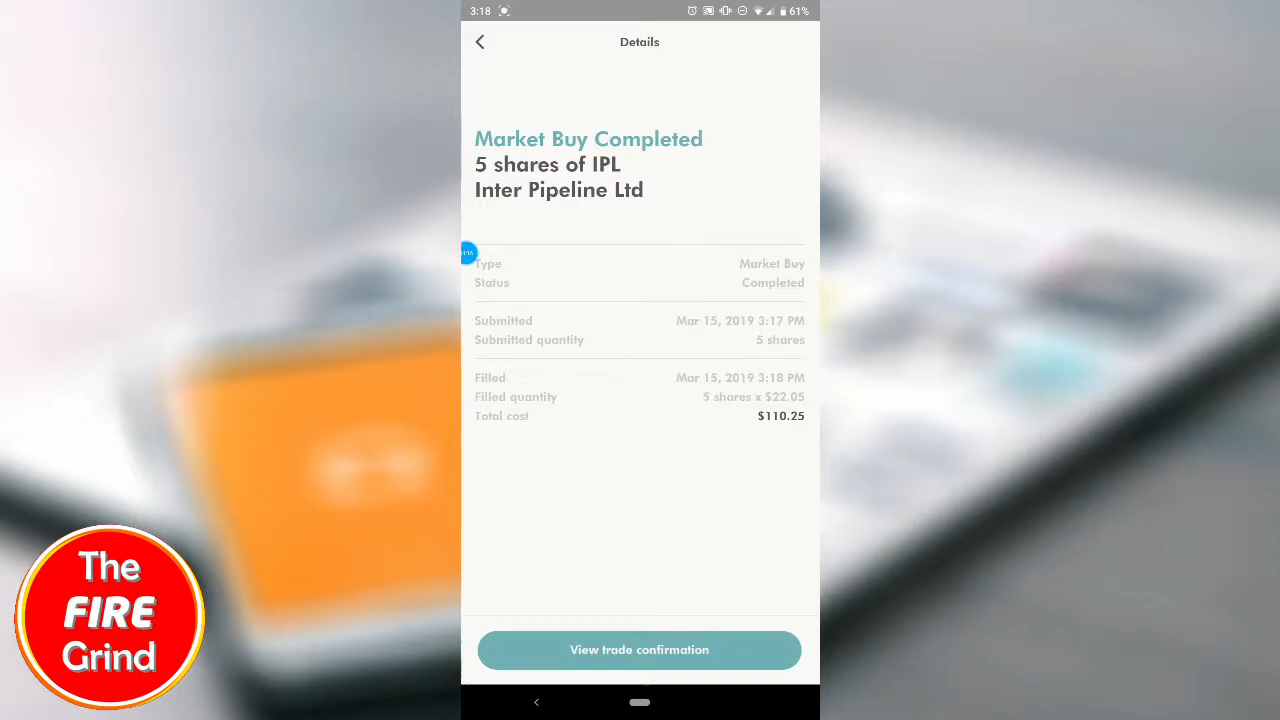 3:18
61%
Details
Market Buy Completed
5 shares of IPL
Inter Pipeline Ltd
Type Market Buy
Status Completed
Submitted Mar 15, 2019 3:17 PM
Submitted quantity 5 shares
Filled Mar 15, 2019 3:18 PM
Filled quantity 5 shares x $22.05
Total cost $110.25
View trade confirmation
The
FIRE
Grind